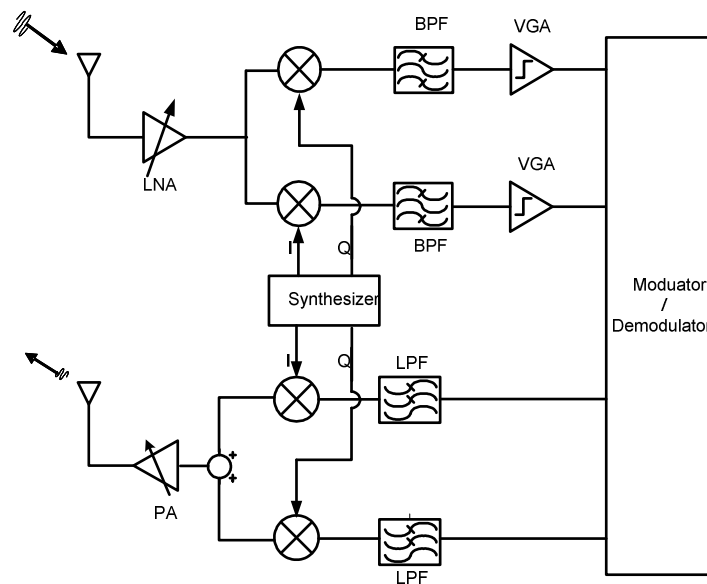 BPF
VGA
LNA
VGA
BPF
I
Q
Synthesizer
Moduator
/
Demodulator
I
Q
LPF
+
+
PA
LPF